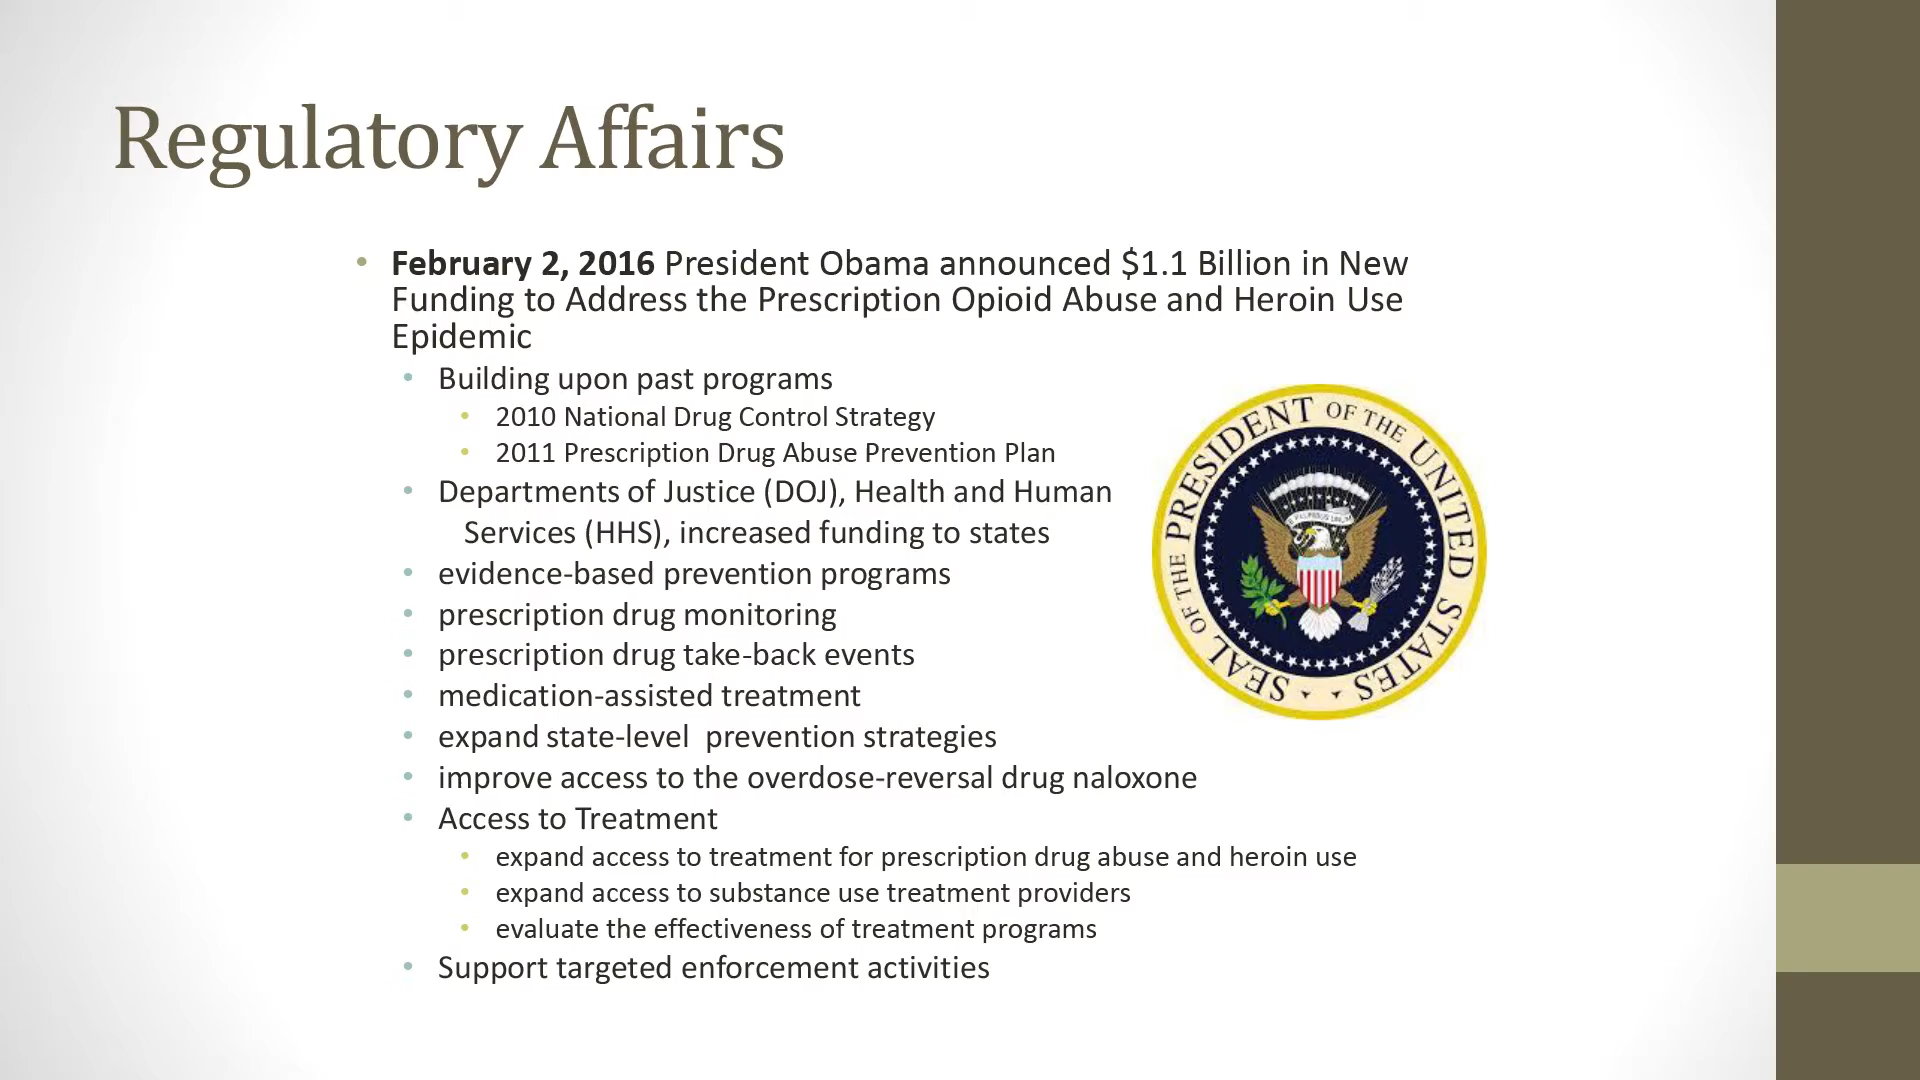 Regulatory Affairs
• February 2, 2016 President Obama announced $1.1 Billion in New
Funding to Address the Prescription Opioid Abuse and Heroin Use
Epidemic
• Building upon past programs
• 2010 National Drug Control Strategy
• 2011 Prescription Drug Abuse Prevention Plan
• Departments of Justice (DOJ), Health and Human
Services (HHS), increased funding to states
• evidence-based prevention programs
• prescription drug monitoring
• prescription drug take-back events
• medication-assisted treatment
• expand state-level  prevention strategies
• improve access to the overdose-reversal drug naloxone
• Access to Treatment
• expand access to treatment for prescription drug abuse and heroin use
• expand access to substance use treatment providers
• evaluate the effectiveness of treatment programs
• Support targeted enforcement activities
SEAL OF THE PRESIDENT OF THE UNITED STATES